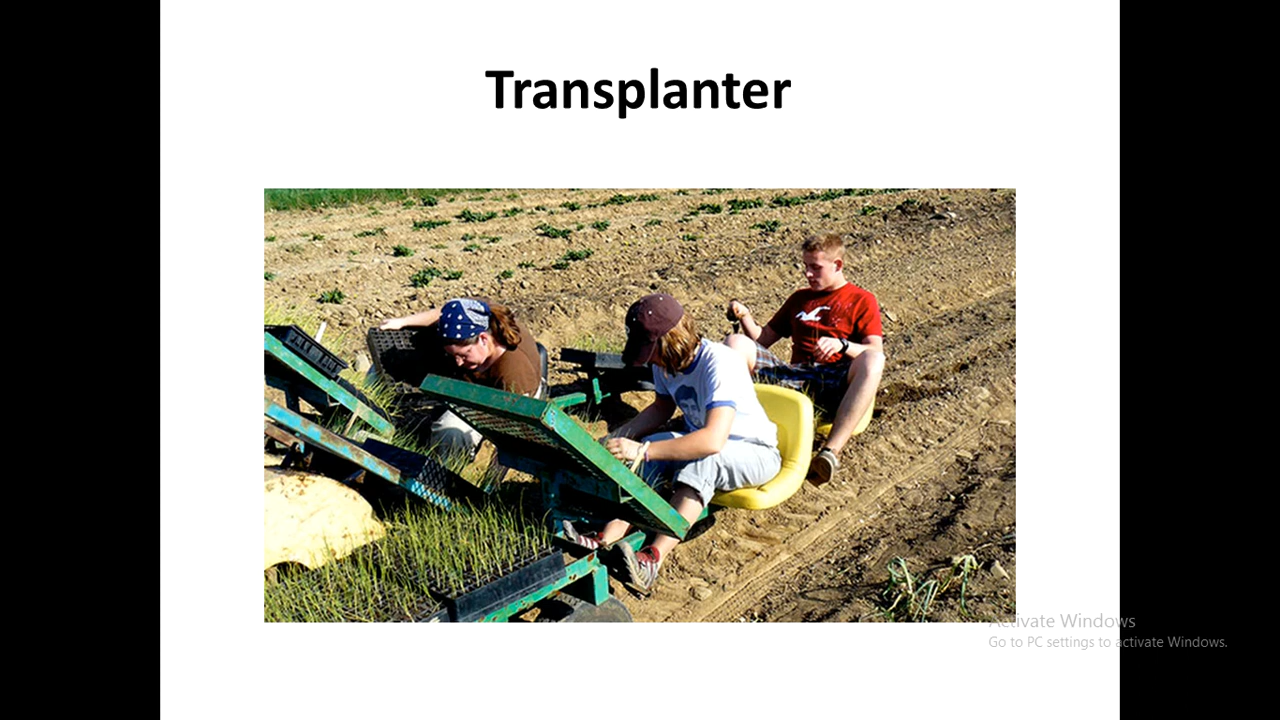 Transplanter
Activate Windows
Go to PC settings to activate Windows.